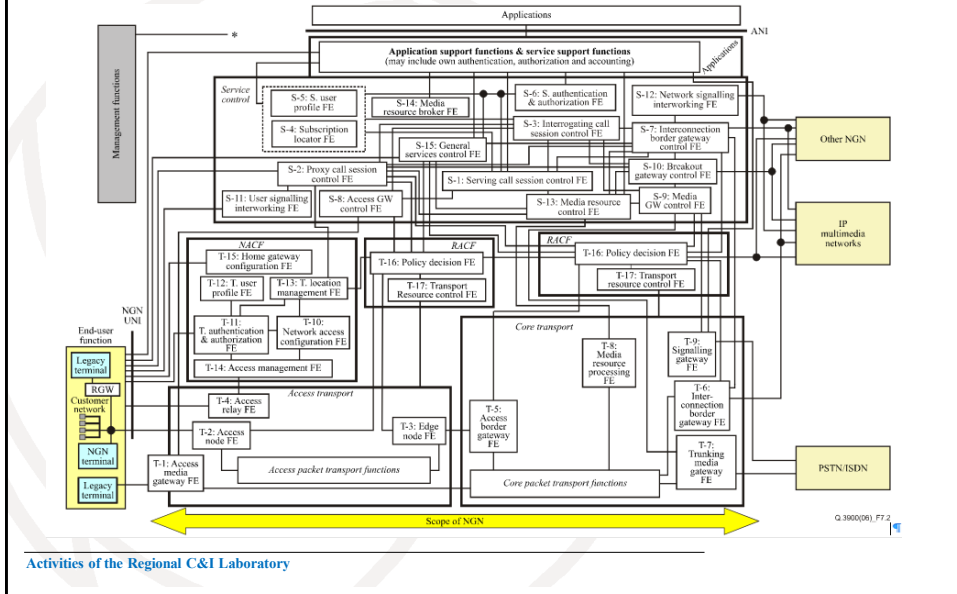 Applications
ANI
*
Management functions
Application support functions & service support functions
(may include own authentication, authorization and accounting)
Applications
Service
control
S-5: S. user
profile FE
S-14: Media
resource broker FE
S-6: S. authentication
& authorization FE
S-12: Network signalling
interworking FE
S-4: Subscription
locator FE
S-3: Interrogating call
session control FE
S-7: Interconnection
border gateway
control FE
Other NGN
S-15: General
services control FE
S-2: Proxy call session
control FE
S-1: Serving call session control FE
S-10: Breakout
gateway control FE
S-11: User signalling
interworking FE
S-8: Access GW
control FE
S-13: Media resource
control FE
S-9: Media
GW control FE
IP
multimedia
networks
NACF
T-15: Home gateway
configuration FE
RACF
T-16: Policy decision FE
RACF
T-16: Policy decision FE
T-12: T. user
profile FE
T-13: T. location
management FE
T-17: Transport
Resource control FE
T-17: Transport
resource control FE
NGN
UNI
T-11:
T. authentication
& authorization
FE
T-10:
Network access
configuration FE
Core transport
End-user
function
Legacy
terminal
T-14: Access management FE
T-8:
Media
resource
processing
FE
T-9:
Signalling
gateway
FE
RGW
Customer
network
Access transport
T-4: Access
relay FE
T-6:
Inter-
connection
border
gateway FE
T-5:
Access
border
gateway
FE
T-2: Access
node FE
T-3: Edge
node FE
NGN
terminal
T-7:
Trunking
media
gateway
FE
T-1: Access
media
gateway FE
Access packet transport functions
PSTN/ISDN
Legacy
terminal
Core packet transport functions
Scope of NGN
Q.3900(06)_F7.2
¶
Activities of the Regional C&I Laboratory